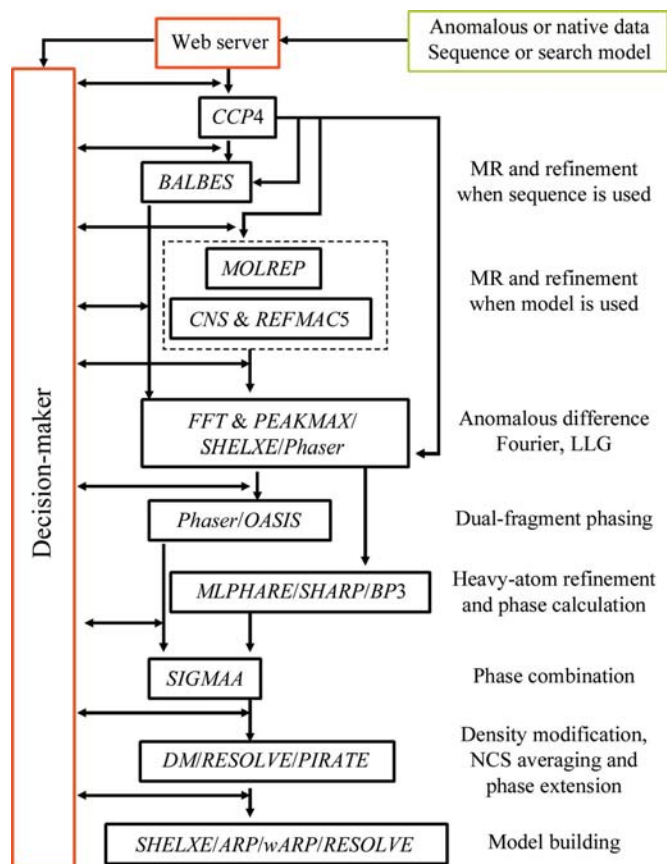 Web server
Anomalous or native data
Sequence or search model
CCP4
BALBES
MR and refinement
when sequence is used
MOLREP
CNS & REFMAC5
MR and refinement
when model is used
Decision-maker
FFT & PEAKMAX/
SHELXE/Phaser
Anomalous difference
Fourier, LLG
Phaser/OASIS
Dual-fragment phasing
MLPHARE/SHARP/BP3
Heavy-atom refinement
and phase calculation
SIGMAA
Phase combination
DM/RESOLVE/PIRATE
Density modification,
NCS averaging and
phase extension
SHELXE/ARP/wARP/RESOLVE
Model building